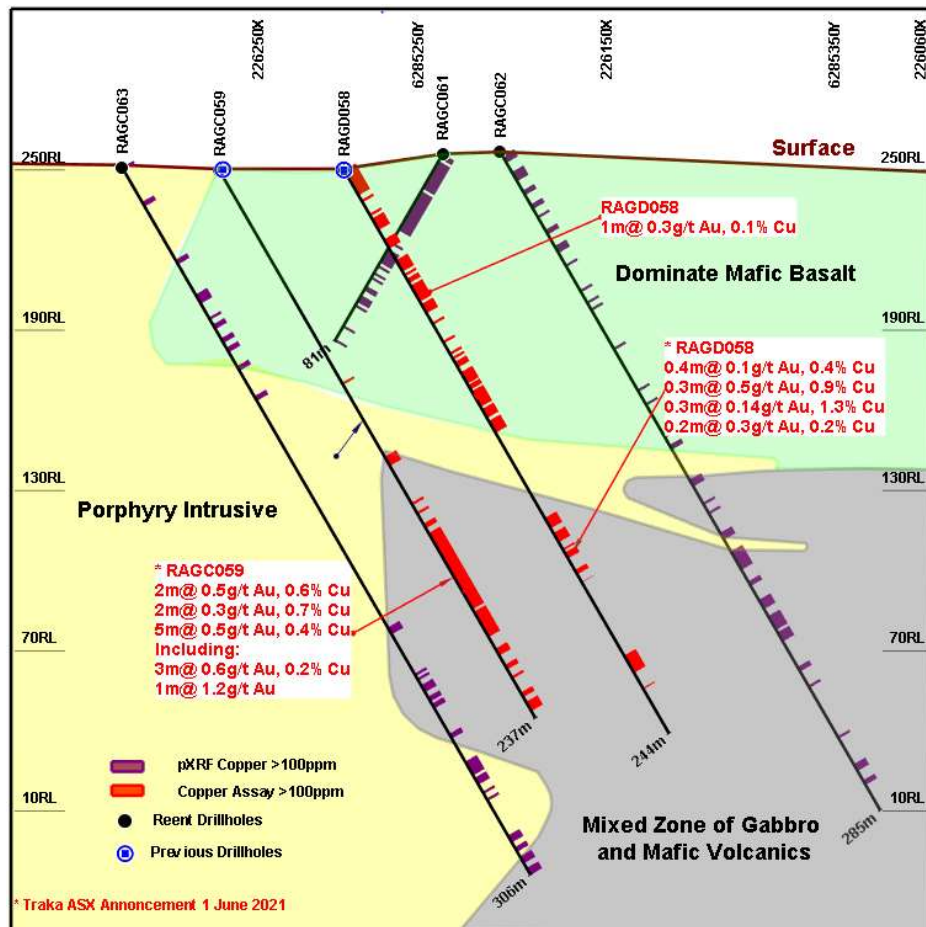 226250X
6285250Y
226150X
6285350Y
226060X
RAGC063
RAGC059
RAGD058
RAGC061
RAGC062
Surface
250RL
250RL
RAGD058
1m@ 0.3g/t Au, 0.1% Cu
Dominate Mafic Basalt
190RL
190RL
81m
* RAGD058
0.4m@ 0.1g/t Au, 0.4% Cu
0.3m@ 0.5g/t Au, 0.9% Cu
0.3m@ 0.14g/t Au, 1.3% Cu
0.2m@ 0.3g/t Au, 0.2% Cu
130RL
130RL
Porphyry Intrusive
* RAGC059
2m@ 0.5g/t Au, 0.6% Cu
2m@ 0.3g/t Au, 0.7% Cu
5m@ 0.5g/t Au, 0.4% Cu
Including:
3m@ 0.6g/t Au, 0.2% Cu
1m@ 1.2g/t Au
70RL
70RL
237m
244m
pXRF Copper >100ppm
Copper Assay >100ppm
Reent Drillholes
Previous Drillholes
10RL
10RL
285m
Mixed Zone of Gabbro
and Mafic Volcanics
306m
* Traka ASX Annoncement 1 June 2021